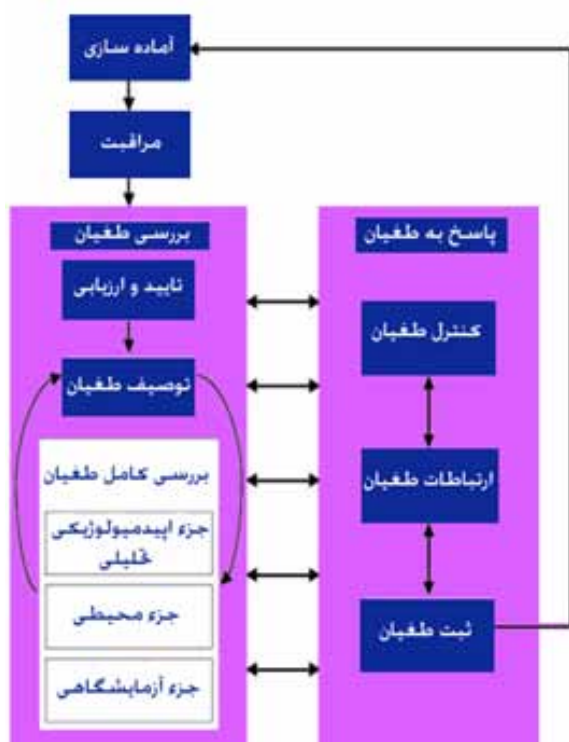 آماده سازی
مراقبت
بررسی طغیان
تایید و ارزیابی
توصیف طغیان
بررسی کامل طغیان
جزء اپیدمیولوژیکی
تحلیلی
جزء محیطی
جزء آزمایشگاهی
پاسخ به طغیان
کنترل طغیان
ارتباطات طغیان
ثبت طغیان